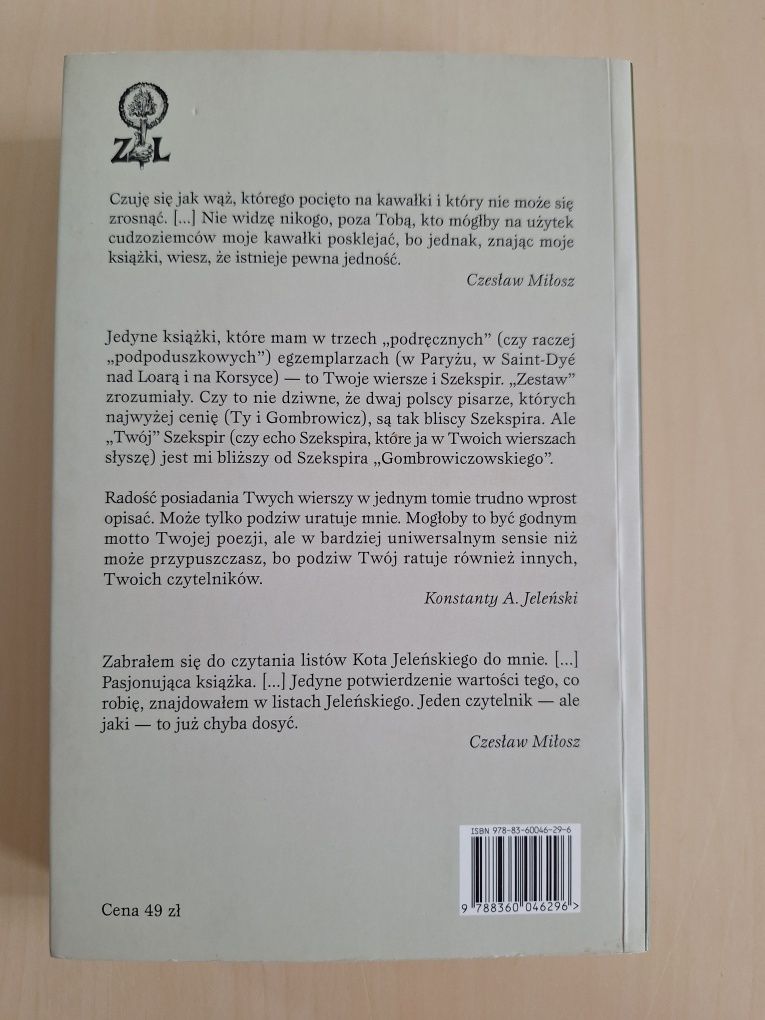 Z L
Czuję się jak wąż, którego pocięto na kawałki i który nie może się
zrosnąć. [...] Nie widzę nikogo, poza Tobą, kto mógłby na użytek
cudzoziemców moje kawałki posklejać, bo jednak, znając moje
książki, wiesz, że istnieje pewna jedność.
Czesław Miłosz
Jedyne książki, które mam w trzech „podręcznych” (czy raczej
„podpoduszkowych”) egzemplarzach (w Paryżu, w Saint-Dyé
nad Loarą i na Korsyce) — to Twoje wiersze i Szekspir. „Zestaw”
zrozumiały. Czy to nie dziwne, że dwaj polscy pisarze, których
najwyżej cenię (Ty i Gombrowicz), są tak bliscy Szekspira. Ale
„Twój” Szekspir (czy echo Szekspira, które ja w Twoich wierszach
słyszę) jest mi bliższy od Szekspira „Gombrowiczowskiego”.
Radość posiadania Twych wierszy w jednym tomie trudno wprost
opisać. Może tylko podziw uratuje mnie. Mogłoby to być godnym
motto Twojej poezji, ale w bardziej uniwersalnym sensie niż
może przypuszczasz, bo podziw Twój ratuje również innych,
Twoich czytelników.
Konstanty A. Jeleński
Zabrałem się do czytania listów Kota Jeleńskiego do mnie. [...]
Pasjonująca książka. [...] Jedyne potwierdzenie wartości tego, co
robię, znajdowałem w listach Jeleńskiego. Jeden czytelnik — ale
jaki — to już chyba dosyć.
Czesław Miłosz
ISBN 978-83-60046-29-6
9 788360 046296 >
Cena 49 zł